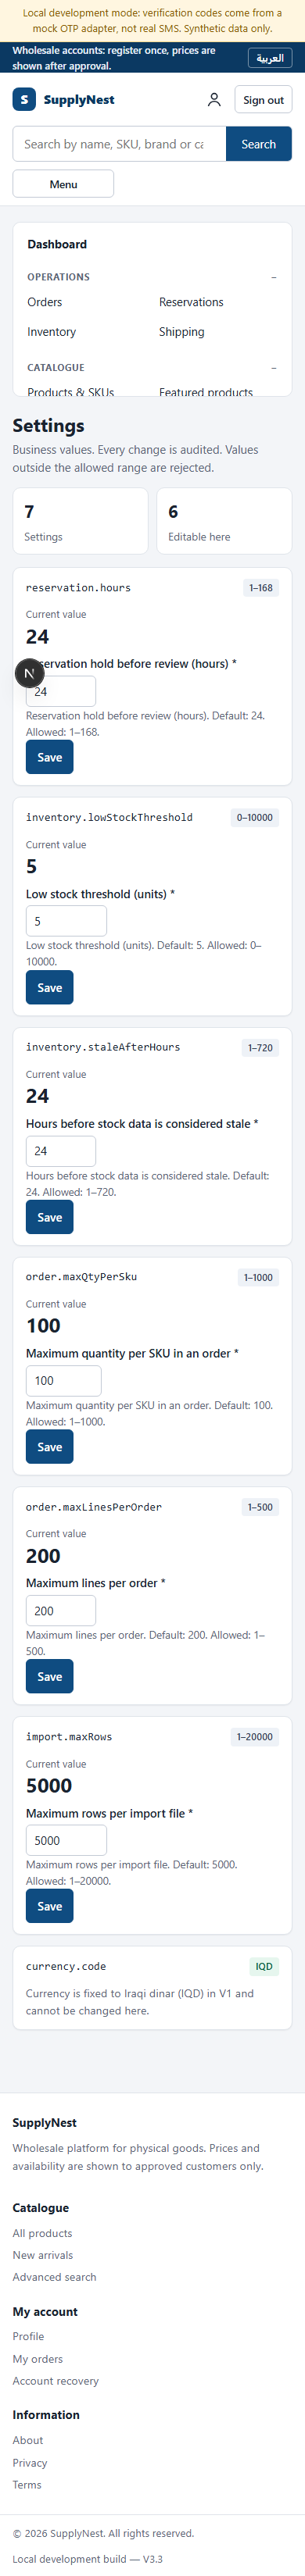 Local development mode: verification codes come from a
mock OTP adapter, not real SMS. Synthetic data only.
Wholesale accounts: register once, prices are
shown after approval.
العربية
S SupplyNest
Sign out
Search by name, SKU, brand or ca
Search
Menu
Dashboard
OPERATIONS –
Orders Reservations
Inventory Shipping
CATALOGUE –
Products & SKUs Featured products
Settings
Business values. Every change is audited. Values
outside the allowed range are rejected.
7 6
Settings Editable here
reservation.hours 1–168
Current value
24
servation hold before review (hours) *
N
24
Reservation hold before review (hours). Default: 24.
Allowed: 1–168.
Save
inventory.lowStockThreshold 0–10000
Current value
5
Low stock threshold (units) *
5
Low stock threshold (units). Default: 5. Allowed: 0–
10000.
Save
inventory.staleAfterHours 1–720
Current value
24
Hours before stock data is considered stale *
24
Hours before stock data is considered stale. Default:
24. Allowed: 1–720.
Save
order.maxQtyPerSku 1–1000
Current value
100
Maximum quantity per SKU in an order *
100
Maximum quantity per SKU in an order. Default: 100.
Allowed: 1–1000.
Save
order.maxLinesPerOrder 1–500
Current value
200
Maximum lines per order *
200
Maximum lines per order. Default: 200. Allowed: 1–
500.
Save
import.maxRows 1–20000
Current value
5000
Maximum rows per import file *
5000
Maximum rows per import file. Default: 5000.
Allowed: 1–20000.
Save
currency.code IQD
Currency is fixed to Iraqi dinar (IQD) in V1 and
cannot be changed here.
SupplyNest
Wholesale platform for physical goods. Prices and
availability are shown to approved customers only.
Catalogue
All products
New arrivals
Advanced search
My account
Profile
My orders
Account recovery
Information
About
Privacy
Terms
© 2026 SupplyNest. All rights reserved.
Local development build — V3.3